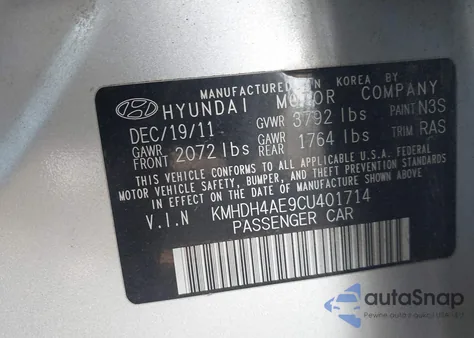 MANUFACTURED IN KOREA BY
HYUNDAI MOTOR COMPANY
DEC/19/11 GVWR 3792 lbs PAINT N3S
GAWR FRONT 2072 lbs GAWR REAR 1764 lbs TRIM RAS
THIS VEHICLE CONFORMS TO ALL APPLICABLE U.S.A. FEDERAL
MOTOR VEHICLE SAFETY, BUMPER, AND THEFT PREVENTION
STANDARDS IN EFFECT ON THE DATE OF MANUFACTURE SHOWN ABOVE.
V.I.N KMHDH4AE9CU401714
PASSENGER CAR
autoSnap